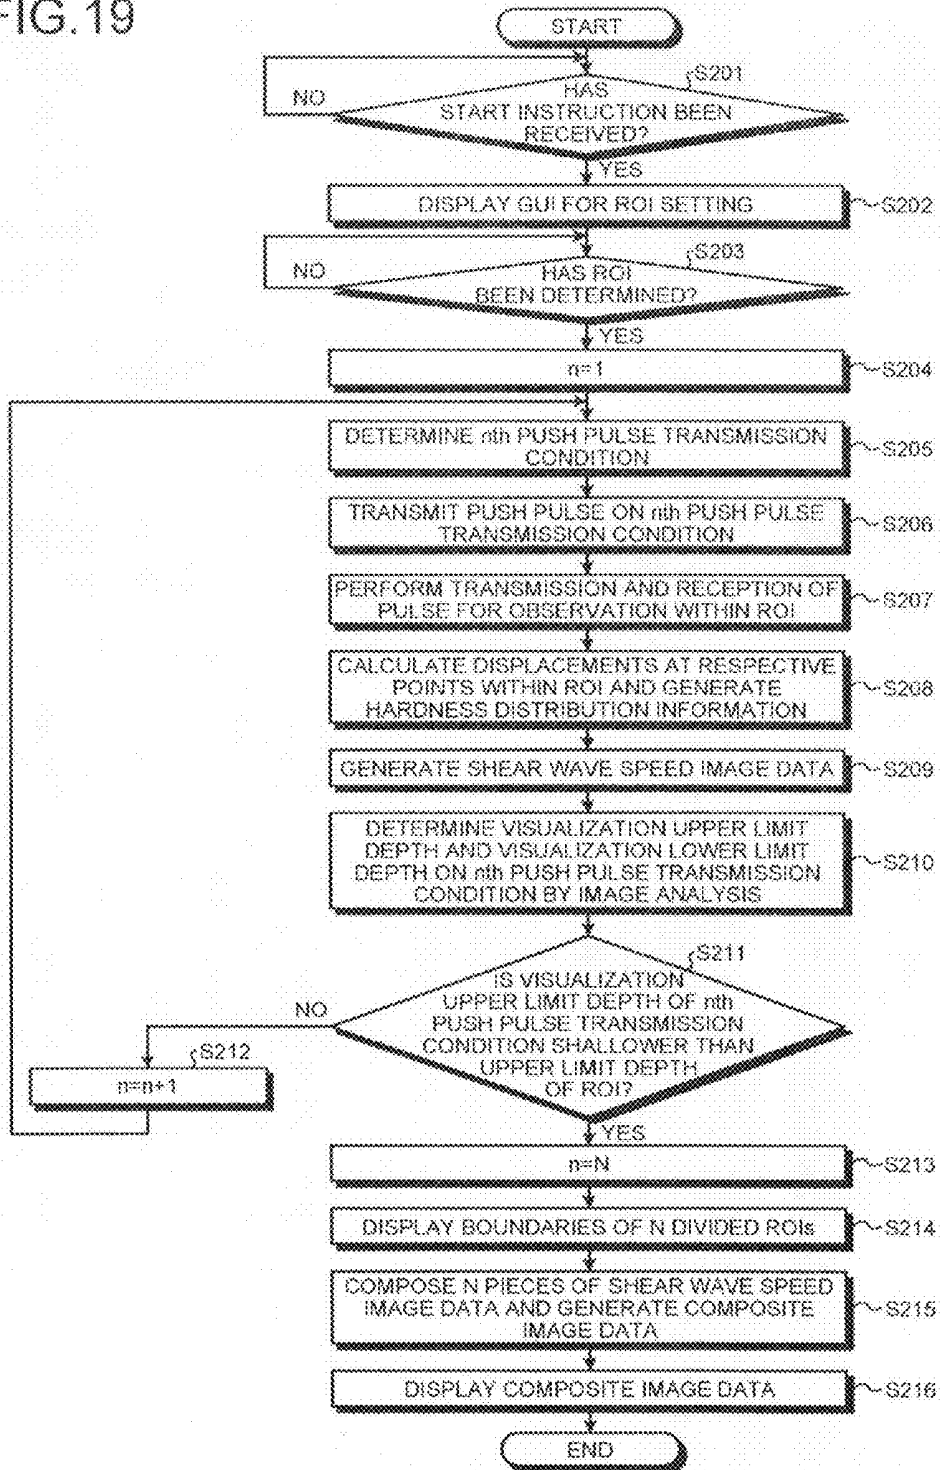 FIG.19
START
S201
HAS
START INSTRUCTION BEEN
RECEIVED?
NO
YES
DISPLAY GUI FOR ROI SETTING
S202
S203
HAS ROI
BEEN DETERMINED?
NO
YES
n=1
S204
DETERMINE nth PUSH PULSE TRANSMISSION
CONDITION
S205
TRANSMIT PUSH PULSE ON nth PUSH PULSE
TRANSMISSION CONDITION
S206
PERFORM TRANSMISSION AND RECEPTION OF
PULSE FOR OBSERVATION WITHIN ROI
S207
CALCULATE DISPLACEMENTS AT RESPECTIVE
POINTS WITHIN ROI AND GENERATE
HARDNESS DISTRIBUTION INFORMATION
S208
GENERATE SHEAR WAVE SPEED IMAGE DATA
S209
DETERMINE VISUALIZATION UPPER LIMIT
DEPTH AND VISUALIZATION LOWER LIMIT
DEPTH ON nth PUSH PULSE TRANSMISSION
CONDITION BY IMAGE ANALYSIS
S210
S211
IS VISUALIZATION
UPPER LIMIT DEPTH OF nth
PUSH PULSE TRANSMISSION
CONDITION SHALLOWER THAN
UPPER LIMIT DEPTH
OF ROI?
NO
S212
n=n+1
YES
n=N
S213
DISPLAY BOUNDARIES OF N DIVIDED ROIs
S214
COMPOSE N PIECES OF SHEAR WAVE SPEED
IMAGE DATA AND GENERATE COMPOSITE
IMAGE DATA
S215
DISPLAY COMPOSITE IMAGE DATA
S216
END